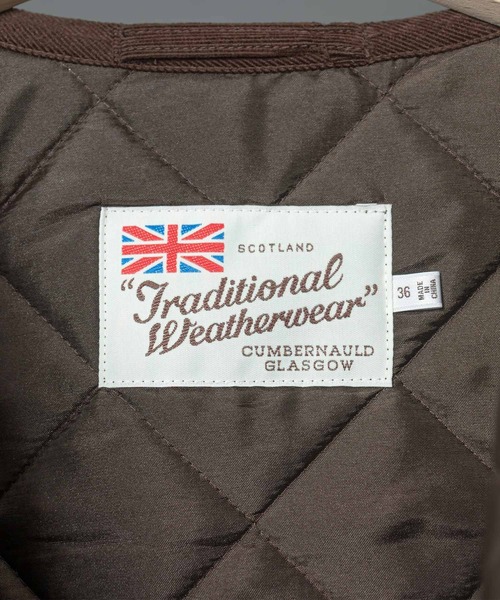 SCOTLAND
"Traditional
Weatherwear"
CUMBERNAULD
GLASGOW
36
MADE
IN
CHINA